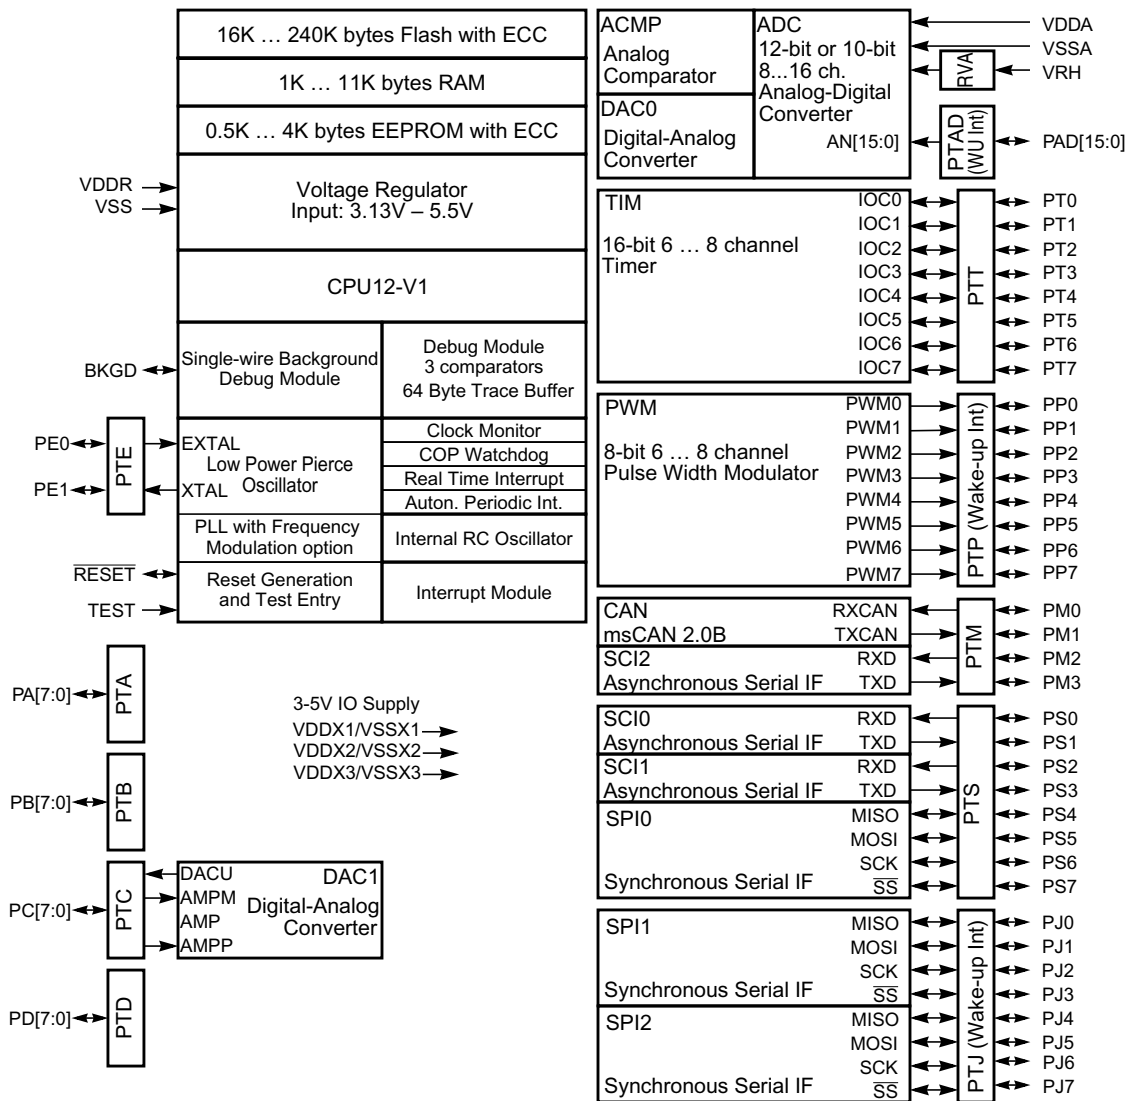 16K … 240K bytes Flash with ECC
1K … 11K bytes RAM
0.5K … 4K bytes EEPROM with ECC
VDDR
VSS
Voltage Regulator
Input: 3.13V – 5.5V
CPU12-V1
BKGD
Single-wire Background
Debug Module
Debug Module
3 comparators
64 Byte Trace Buffer
PE0
PE1
PTE
EXTAL
Low Power Pierce
Oscillator
XTAL
Clock Monitor
COP Watchdog
Real Time Interrupt
Auton. Periodic Int.
PLL with Frequency
Modulation option
Internal RC Oscillator
RESET
TEST
Reset Generation
and Test Entry
Interrupt Module
PA[7:0]
PTA
3-5V IO Supply
VDDX1/VSSX1
VDDX2/VSSX2
VDDX3/VSSX3
PB[7:0]
PTB
PC[7:0]
PTC
DACU
AMPM
AMP
AMPP
DAC1
Digital-Analog
Converter
PD[7:0]
PTD
ACMP
Analog
Comparator
DAC0
Digital-Analog
Converter
ADC
12-bit or 10-bit
8...16 ch.
Analog-Digital
Converter
AN[15:0]
RVA
PTAD
(WU Int)
VDDA
VSSA
VRH
PAD[15:0]
TIM
16-bit 6 … 8 channel
Timer
IOC0
IOC1
IOC2
IOC3
IOC4
IOC5
IOC6
IOC7
PTT
PT0
PT1
PT2
PT3
PT4
PT5
PT6
PT7
PWM
8-bit 6 … 8 channel
Pulse Width Modulator
PWM0
PWM1
PWM2
PWM3
PWM4
PWM5
PWM6
PWM7
PTP (Wake-up Int)
PP0
PP1
PP2
PP3
PP4
PP5
PP6
PP7
CAN
msCAN 2.0B
RXCAN
TXCAN
SCI2
Asynchronous Serial IF
RXD
TXD
PTM
PM0
PM1
PM2
PM3
SCI0
Asynchronous Serial IF
RXD
TXD
SCI1
Asynchronous Serial IF
RXD
TXD
SPI0
Synchronous Serial IF
MISO
MOSI
SCK
SS
PTS
PS0
PS1
PS2
PS3
PS4
PS5
PS6
PS7
SPI1
Synchronous Serial IF
MISO
MOSI
SCK
SS
SPI2
Synchronous Serial IF
MISO
MOSI
SCK
SS
PTJ (Wake-up Int)
PJ0
PJ1
PJ2
PJ3
PJ4
PJ5
PJ6
PJ7